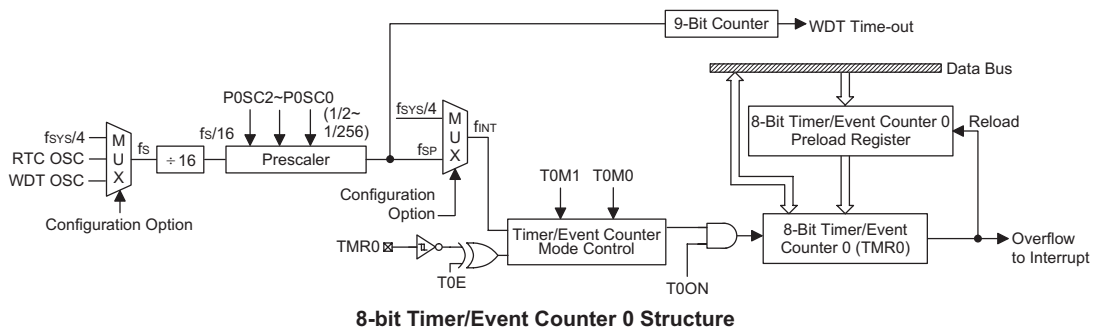 9-Bit Counter
WDT Time-out
Data Bus
P0SC2~P0SC0
(1/2~
1/256)
fSYS/4
M
U
X
fINT
fSP
8-Bit Timer/Event Counter 0
Preload Register
Reload
fSYS/4
RTC OSC
WDT OSC
M
U
X
fS
÷ 16
fS/16
Prescaler
Configuration Option
Configuration
Option
T0M1
T0M0
TMR0
T0E
Timer/Event Counter
Mode Control
T0ON
8-Bit Timer/Event
Counter 0 (TMR0)
Overflow
to Interrupt
8-bit Timer/Event Counter 0 Structure